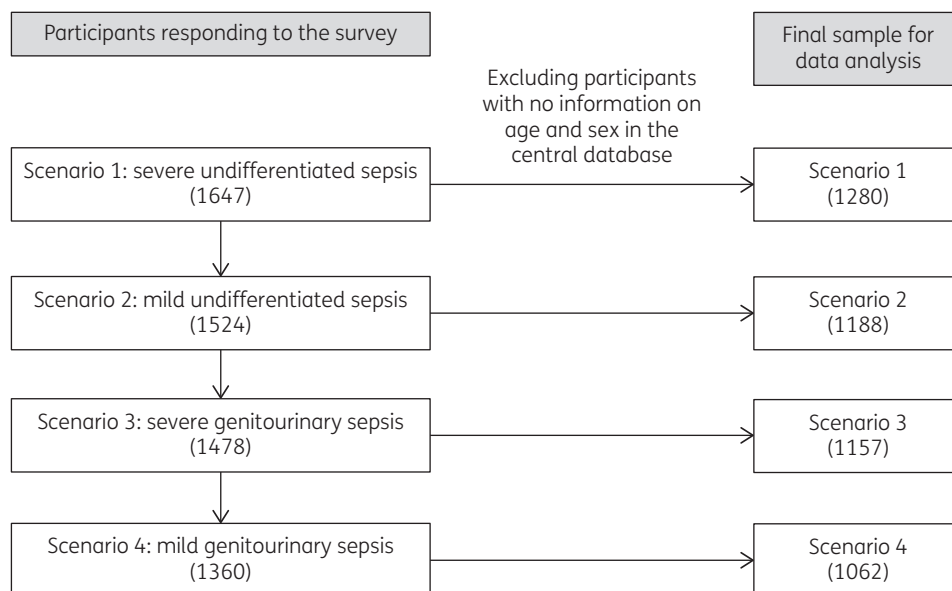 Participants responding to the survey
Final sample for
data analysis
Excluding participants
with no information on
age and sex in the
central database
Scenario 1: severe undifferentiated sepsis
(1647)
Scenario 1
(1280)
Scenario 2: mild undifferentiated sepsis
(1524)
Scenario 2
(1188)
Scenario 3: severe genitourinary sepsis
(1478)
Scenario 3
(1157)
Scenario 4: mild genitourinary sepsis
(1360)
Scenario 4
(1062)